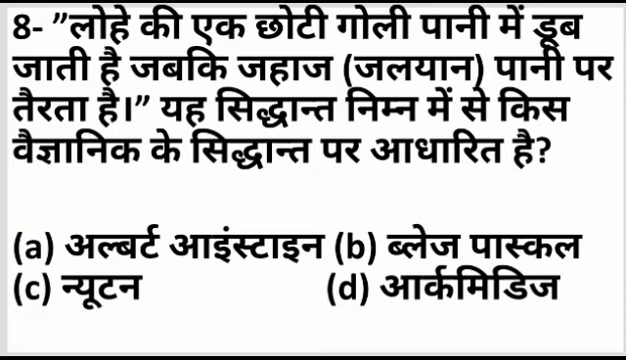 8- ”लोहे की एक छोटी गोली पानी में डूब
जाती है जबकि जहाज (जलयान) पानी पर
तैरता है।” यह सिद्धान्त निम्न में से किस
वैज्ञानिक के सिद्धान्त पर आधारित है?
(a) अल्बर्ट आइंस्टाइन (b) ब्लेज पास्कल
(c) न्यूटन (d) आर्कमिडिज